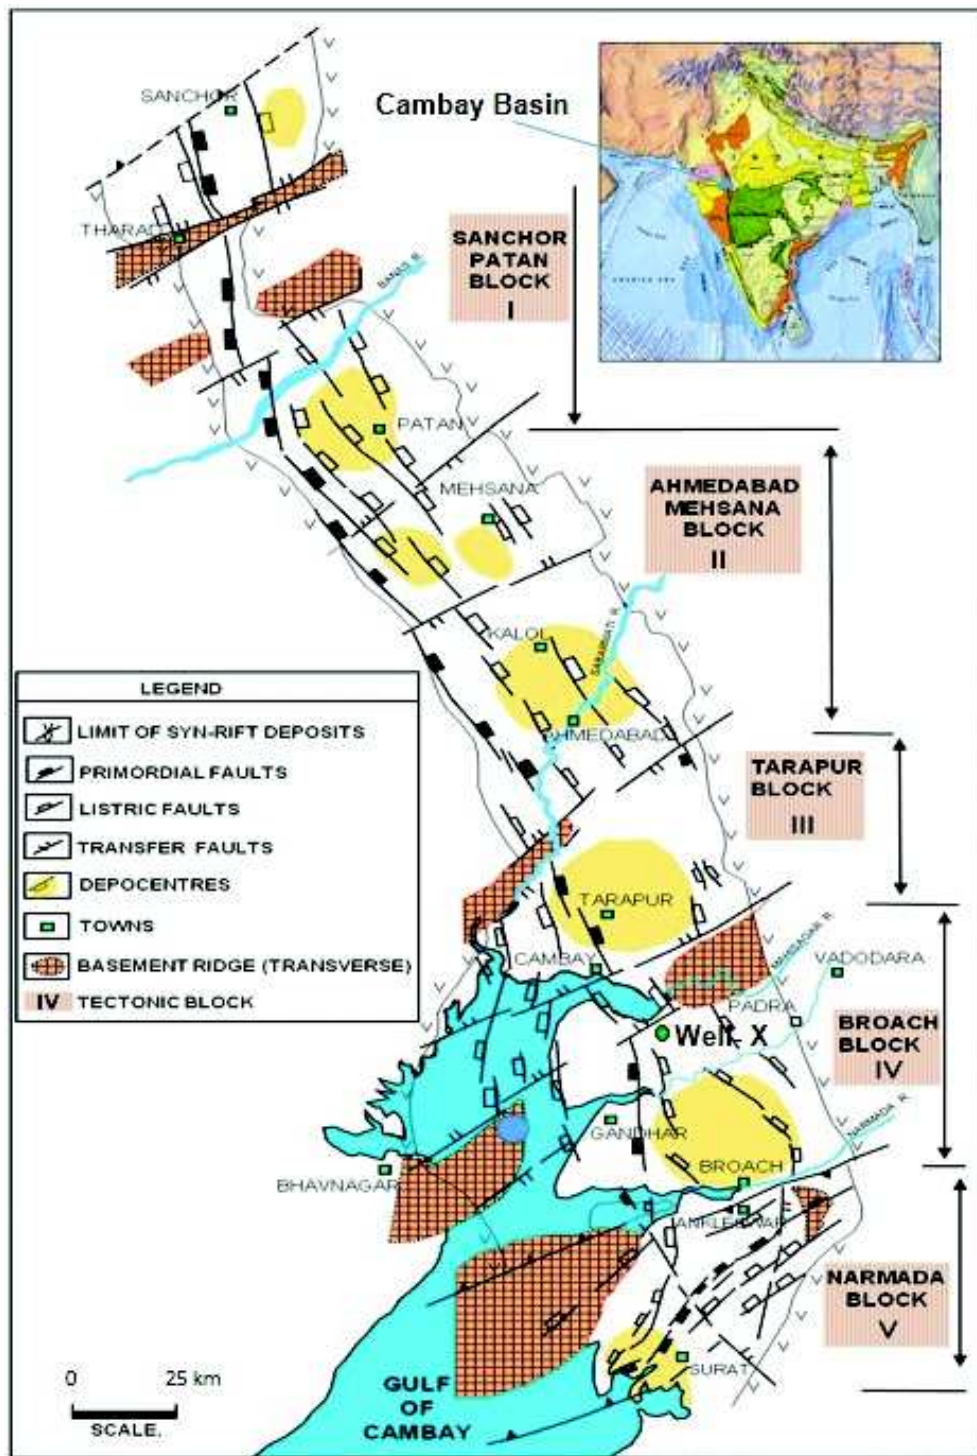 SANCHOR
Cambay Basin
THARAD
SANCHOR
PATAN
BLOCK
I
BANAS R.
PATAN
MEHSANA
AHMEDABAD
MEHSANA
BLOCK
II
KALOL
SABARMATI R.
AHMEDABAD
LEGEND
LIMIT OF SYN-RIFT DEPOSITS
PRIMORDIAL FAULTS
LISTRIC FAULTS
TRANSFER FAULTS
DEPOCENTRES
TOWNS
BASEMENT RIDGE (TRANSVERSE)
IV TECTONIC BLOCK
TARAPUR
BLOCK
III
TARAPUR
CAMBAY
VADODARA
PADRA
Well- X
BROACH
BLOCK
IV
NARMADA R.
GANDHAR
BROACH
BHAVNAGAR
ANKLESWAR
NARMADA
BLOCK
V
SURAT
0 25 km
SCALE.
GULF
OF
CAMBAY